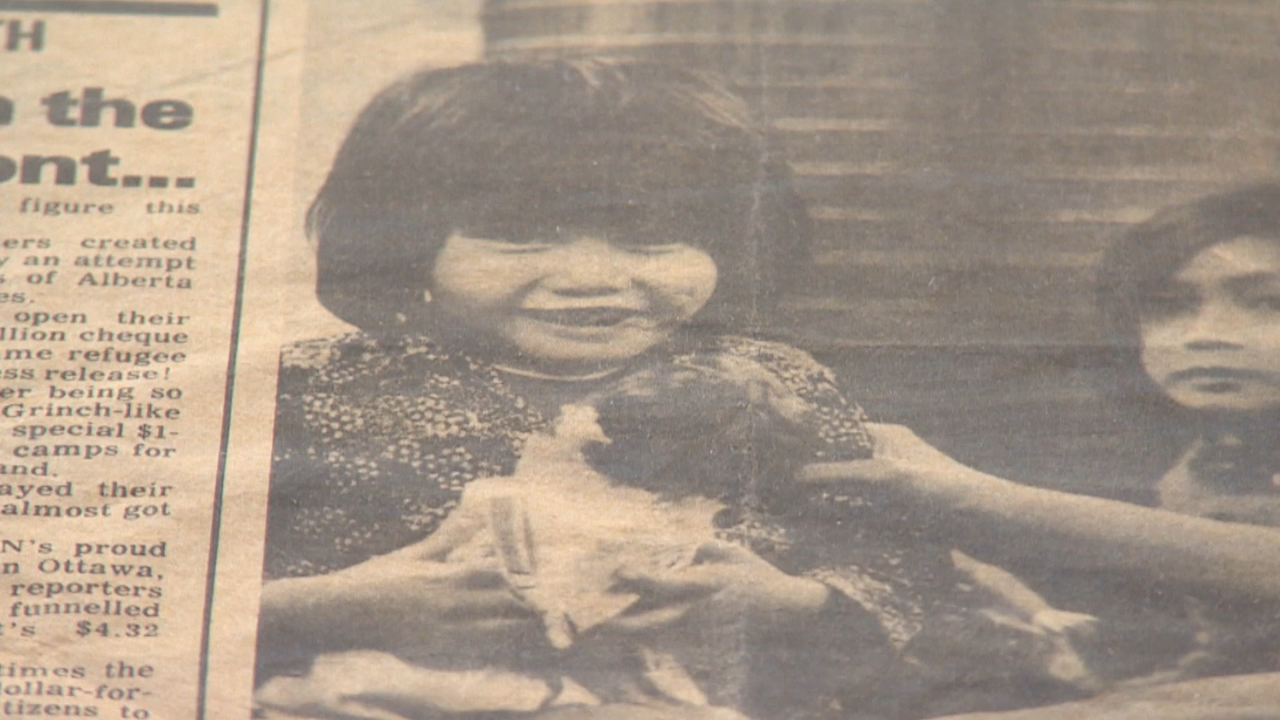 TH
the
ont...
figure this
ers created
y an attempt
s of Alberta
es.
open their
llion cheque
me refugee
ess release!
er being so
Grinch-like
special $1-
camps for
and.
ayed their
almost got
N's proud
n Ottawa,
reporters
funnelled
t's $4.32
times the
dollar-for-
tizens to